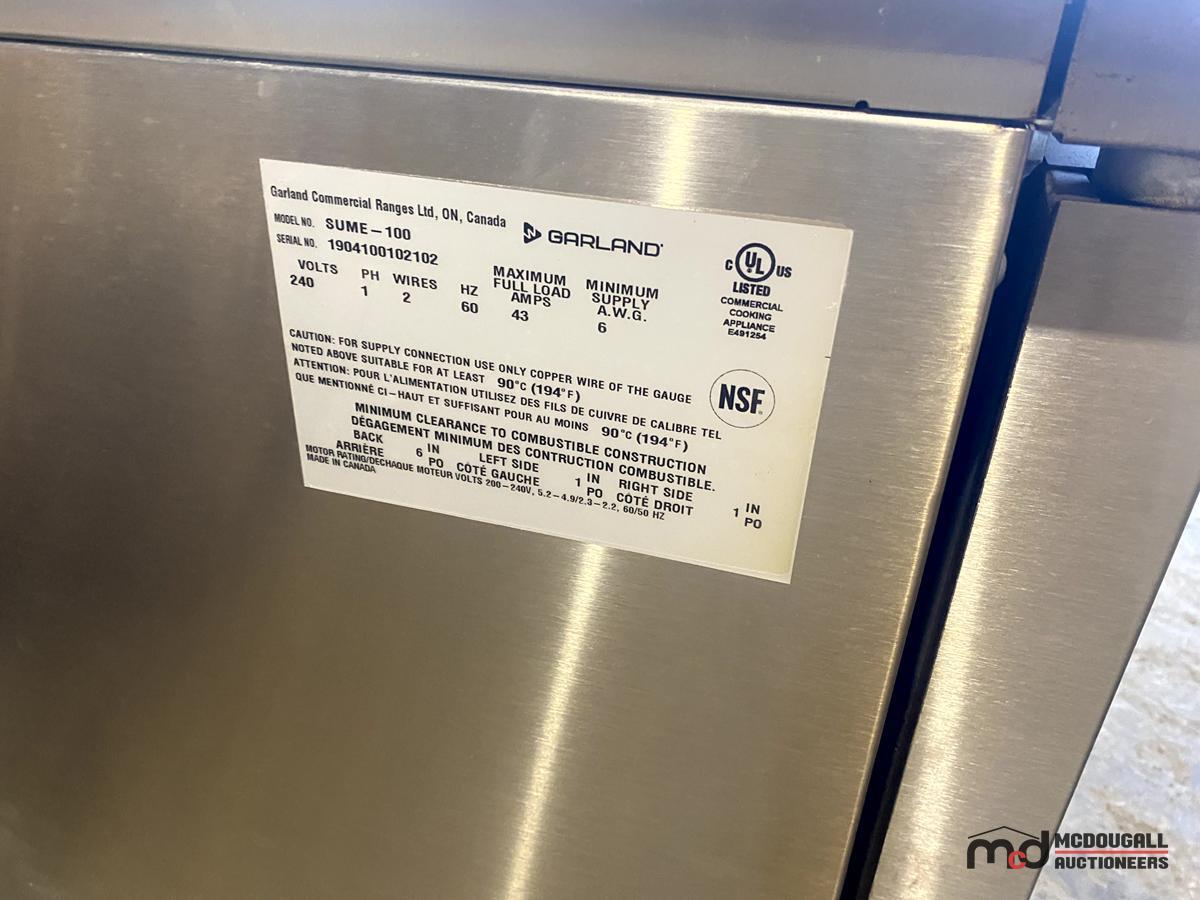 Garland Commercial Ranges Ltd, ON, Canada
GARLAND
MODEL NO. SUME-100
SERIAL NO. 1904100102102
VOLTS PH WIRES HZ MAXIMUM FULL LOAD AMPS MINIMUM SUPPLY A.W.G.
240 1 2 60 43 6
C UL US
LISTED
COMMERCIAL
COOKING
APPLIANCE
E491254
CAUTION: FOR SUPPLY CONNECTION USE ONLY COPPER WIRE OF THE GAUGE
NOTED ABOVE SUITABLE FOR AT LEAST 90°C (194°F)
ATTENTION: POUR L'ALIMENTATION UTILISEZ DES FILS DE CUIVRE DE CALIBRE TEL
QUE MENTIONNÉ CI-HAUT ET SUFFISANT POUR AU MOINS 90°C (194°F)
NSF
MINIMUM CLEARANCE TO COMBUSTIBLE CONSTRUCTION
DÉGAGEMENT MINIMUM DES CONTRUCTION COMBUSTIBLE.
BACK 6 IN LEFT SIDE 1 IN RIGHT SIDE 1 IN
ARRIÈRE PO CÔTÉ GAUCHE PO CÔTÉ DROIT PO
MOTOR RATING/DECHAQUE MOTEUR VOLTS 200-240V, 5.2-4.9/2.3-2.2, 60/50 HZ
MADE IN CANADA
mcd MCDOUGALL
AUCTIONEERS